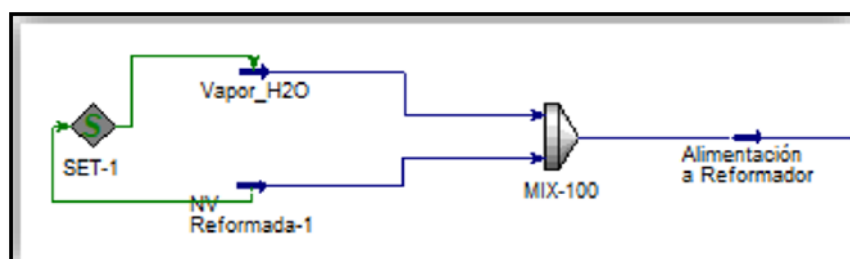 Vapor_H2O
S
SET-1
NV
Reformada-1
MIX-100
Alimentación
a Reformador